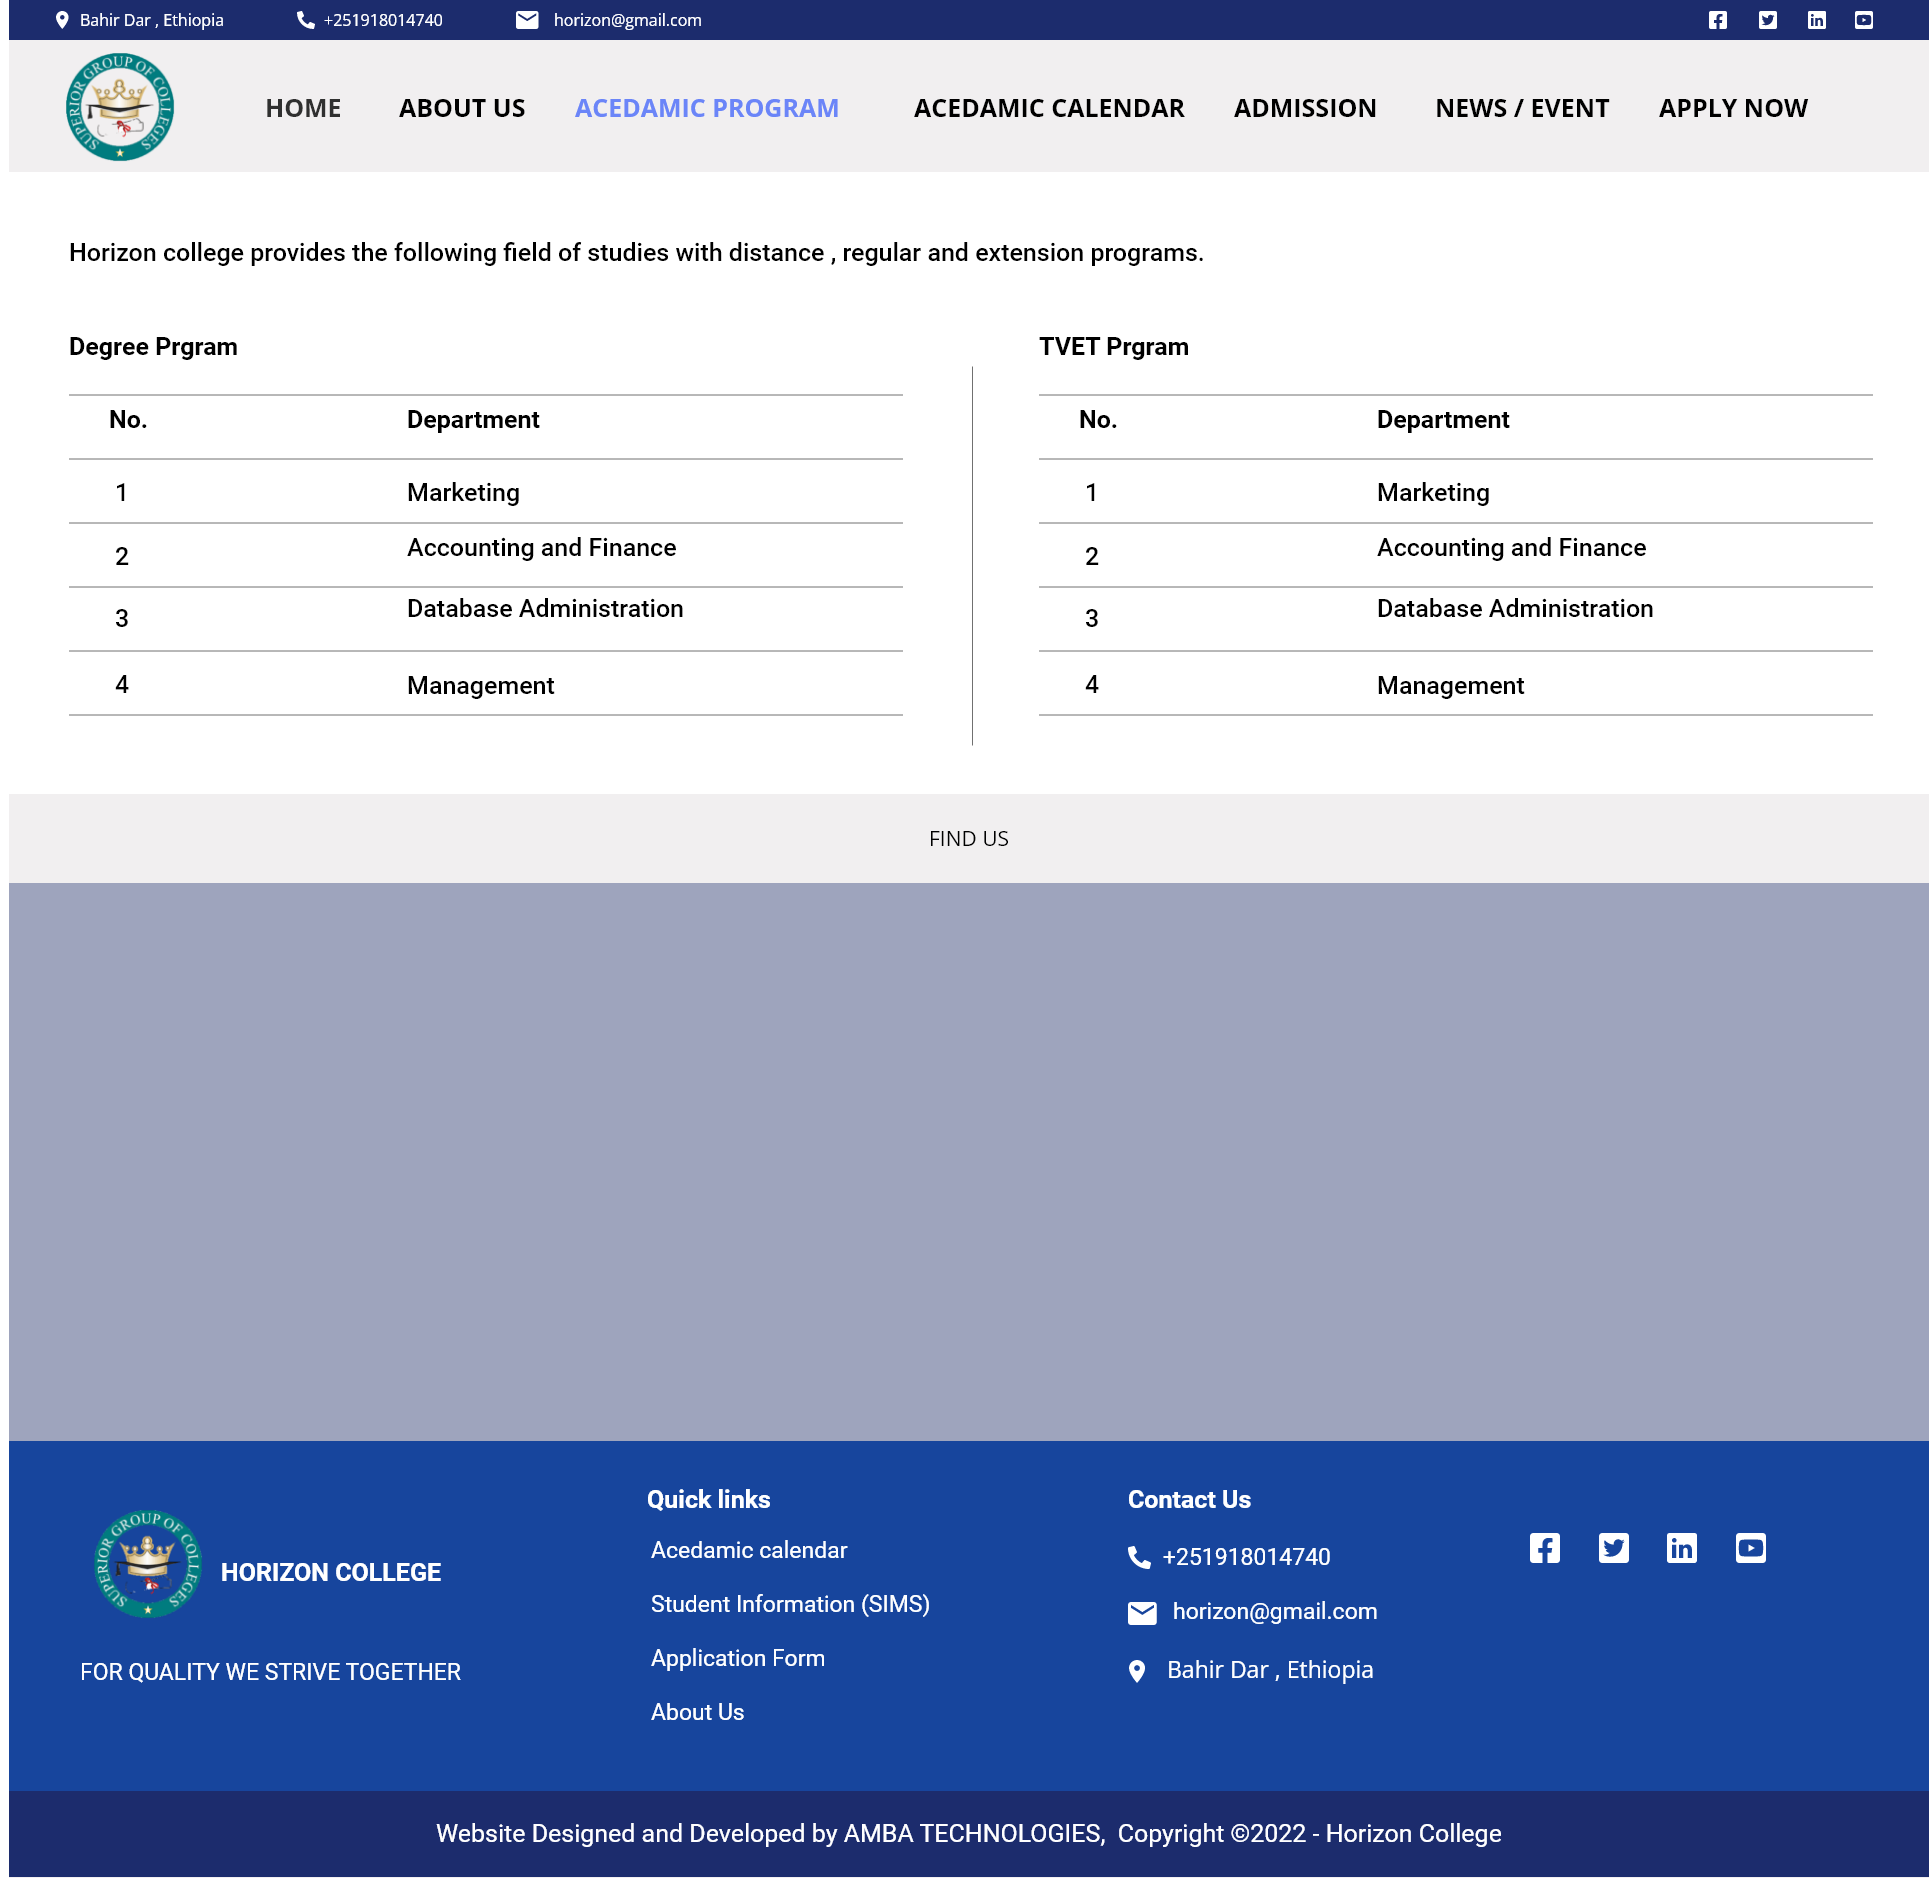 Bahir Dar , Ethiopia +251918014740 horizon@gmail.com
SUPERIOR GROUP OF COLLEGES
HOME ABOUT US ACEDAMIC PROGRAM ACEDAMIC CALENDAR ADMISSION NEWS / EVENT APPLY NOW
Horizon college provides the following field of studies with distance , regular and extension programs.
Degree Prgram
No. Department
1 Marketing
2 Accounting and Finance
3 Database Administration
4 Management
TVET Prgram
No. Department
1 Marketing
2 Accounting and Finance
3 Database Administration
4 Management
FIND US
SUPERIOR GROUP OF COLLEGES
HORIZON COLLEGE
FOR QUALITY WE STRIVE TOGETHER
Quick links
Acedamic calendar
Student Information (SIMS)
Application Form
About Us
Contact Us
+251918014740
horizon@gmail.com
Bahir Dar , Ethiopia
Website Designed and Developed by AMBA TECHNOLOGIES, Copyright ©2022 - Horizon College